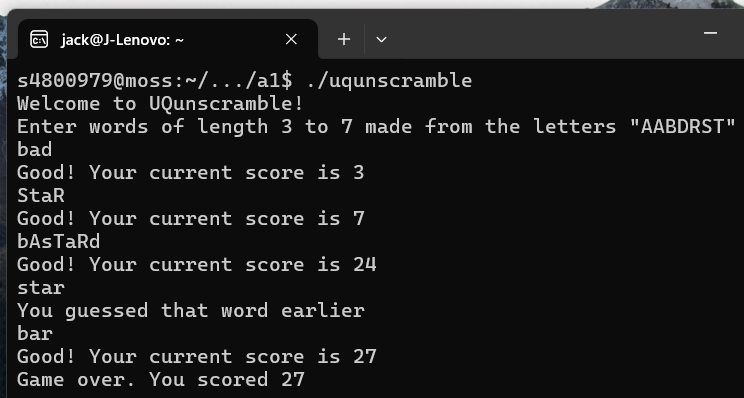 jack@J-Lenovo: ~
s4800979@moss:~/.../a1$ ./uqunscramble
Welcome to UQunscramble!
Enter words of length 3 to 7 made from the letters "AABDRST"
bad
Good! Your current score is 3
StaR
Good! Your current score is 7
bAsTaRd
Good! Your current score is 24
star
You guessed that word earlier
bar
Good! Your current score is 27
Game over. You scored 27